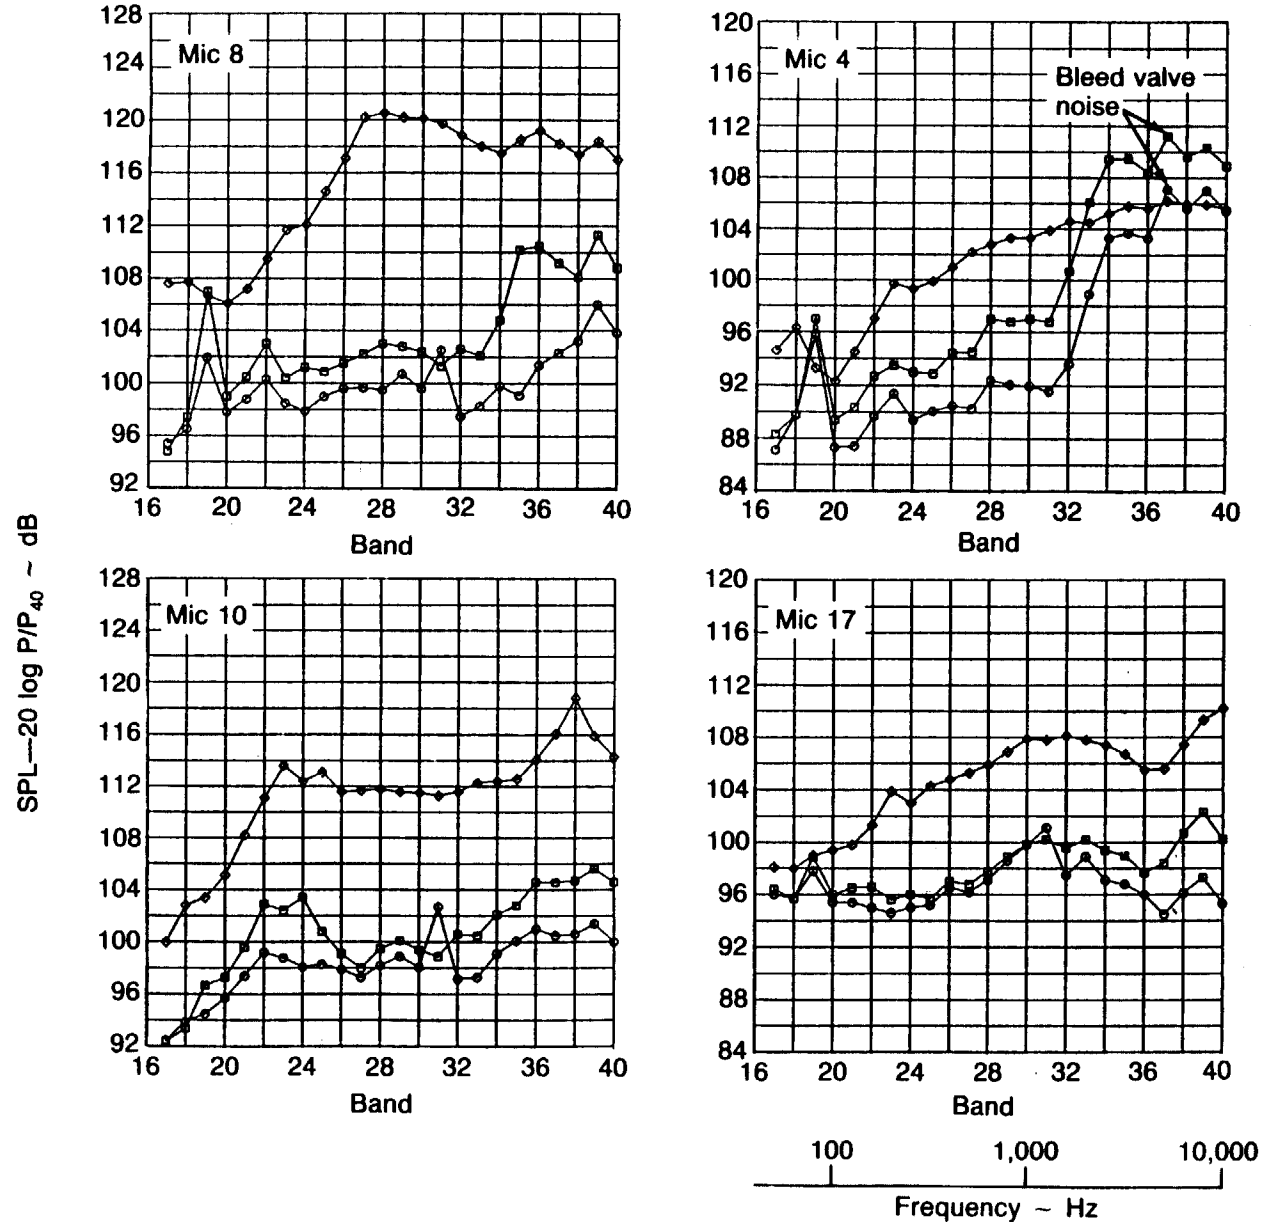 SPL—20 log P/P40 ~ dB
Mic 8
128
124
120
116
112
108
104
100
96
92
16 20 24 28 32 36 40
Band
Mic 4
Bleed valve
noise
120
116
112
108
104
100
96
92
88
84
16 20 24 28 32 36 40
Band
Mic 10
128
124
120
116
112
108
104
100
96
92
16 20 24 28 32 36 40
Band
Mic 17
120
116
112
108
104
100
96
92
88
84
16 20 24 28 32 36 40
Band
100 1,000 10,000
Frequency ~ Hz